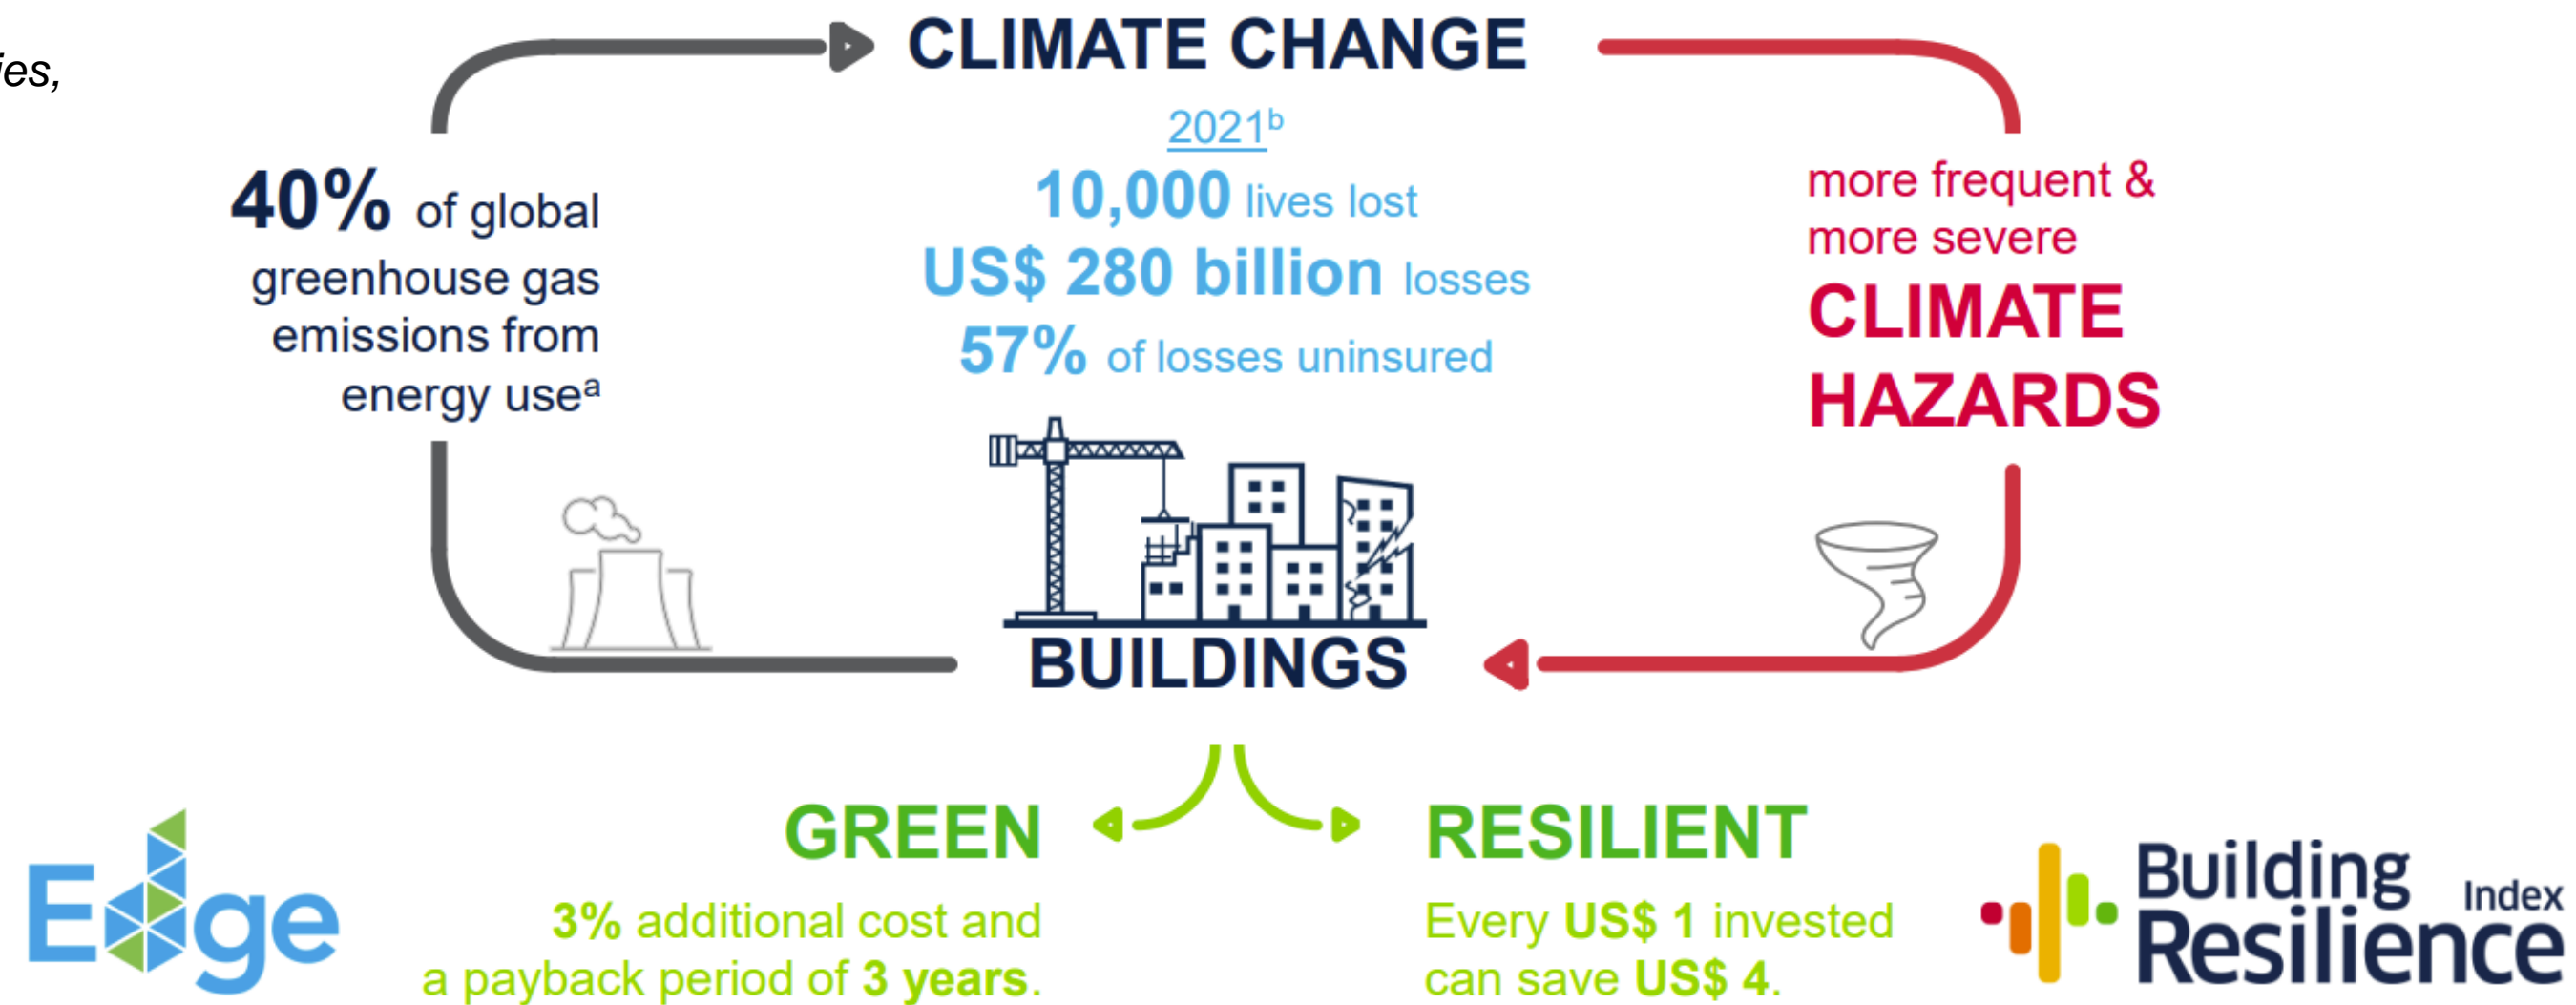 ies,
CLIMATE CHANGE
2021ᵇ
10,000 lives lost
US$ 280 billion losses
57% of losses uninsured
40% of global
greenhouse gas
emissions from
energy useᵃ
more frequent &
more severe
CLIMATE
HAZARDS
BUILDINGS
GREEN
3% additional cost and
a payback period of 3 years.
RESILIENT
Every US$ 1 invested
can save US$ 4.
Edge
Building
Resilience Index